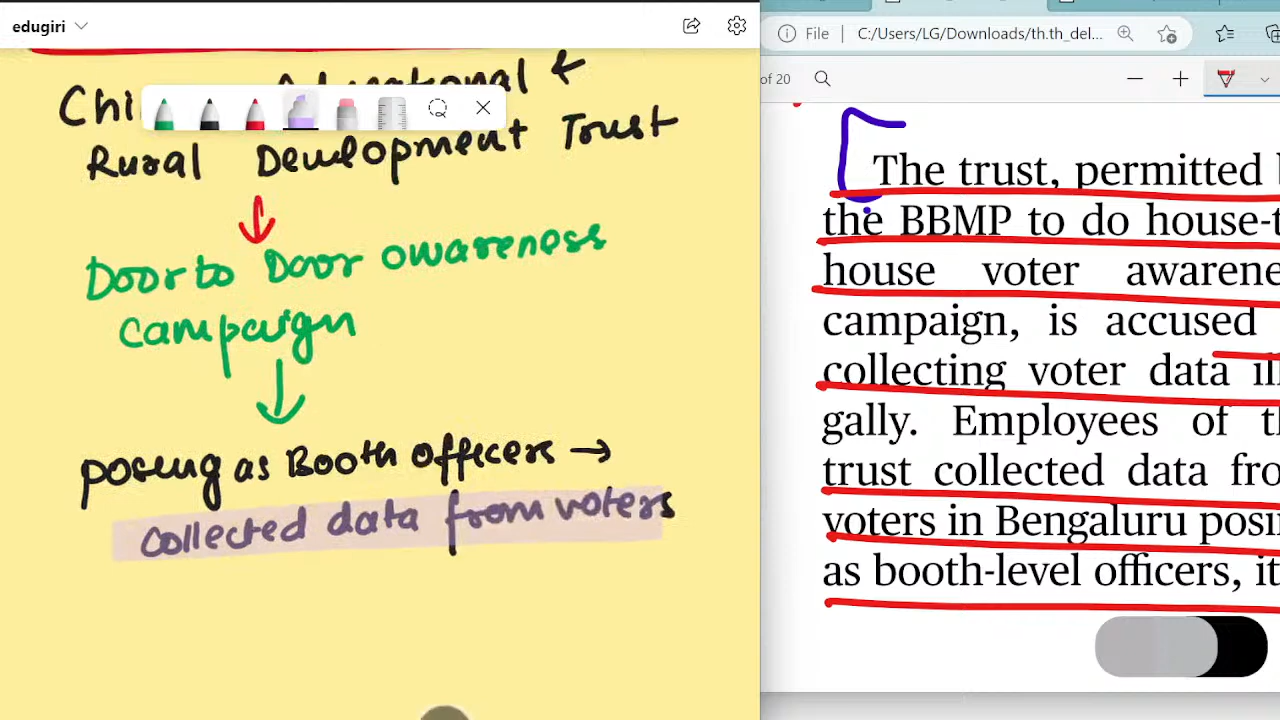 edugiri
Educational
Rural Development Trust
Door to Door awareness
campaign
posing as Booth officers →
collected data from voters
File
C:/Users/LG/Downloads/th.th_del...
of 20
The trust, permitted
the BBMP to do house-t
house voter awarene
campaign, is accused
collecting voter data ill
gally. Employees of t
trust collected data fro
voters in Bengaluru posi
as booth-level officers, it